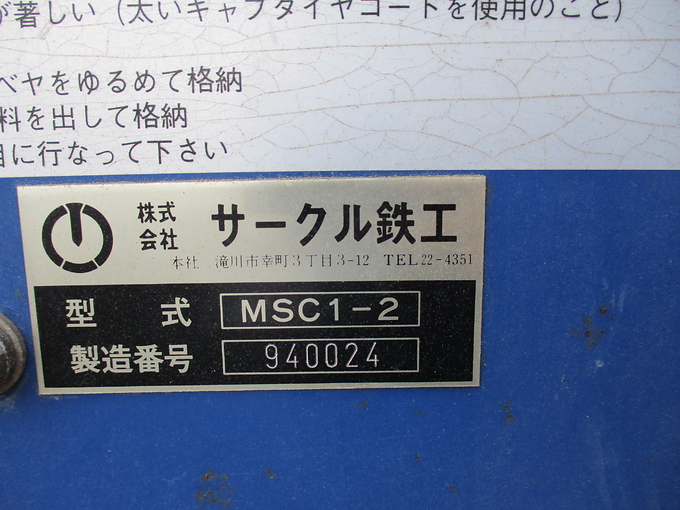 が著しい（太いキャプタイヤコードを使用のこと）
ベヤをゆるめて格納
料を出して格納
目に行なって下さい
株式会社 サークル鉄工
本社 滝川市幸町3丁目3-12 TEL22-4351
型式 MSC1-2
製造番号 940024